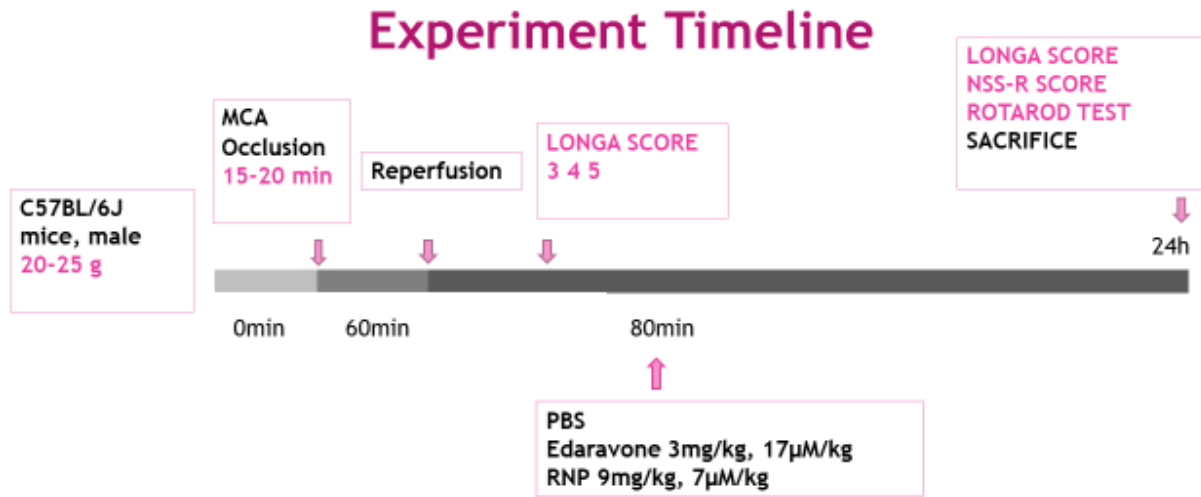 Experiment Timeline
C57BL/6J
mice, male
20-25 g
MCA
Occlusion
15-20 min
Reperfusion
LONGA SCORE
3 4 5
LONGA SCORE
NSS-R SCORE
ROTAROD TEST
SACRIFICE
24h
0min
60min
80min
PBS
Edaravone 3mg/kg, 17µM/kg
RNP 9mg/kg, 7µM/kg